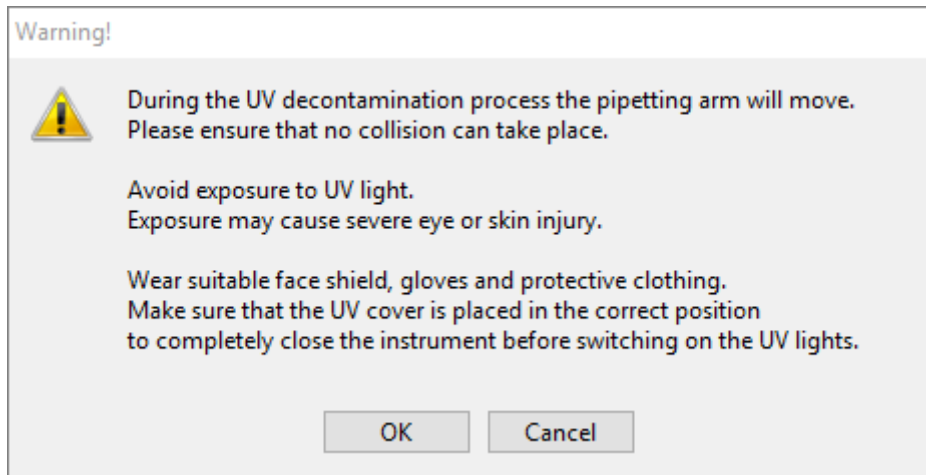 Warning!
During the UV decontamination process the pipetting arm will move.
Please ensure that no collision can take place.
Avoid exposure to UV light.
Exposure may cause severe eye or skin injury.
Wear suitable face shield, gloves and protective clothing.
Make sure that the UV cover is placed in the correct position
to completely close the instrument before switching on the UV lights.
OK
Cancel